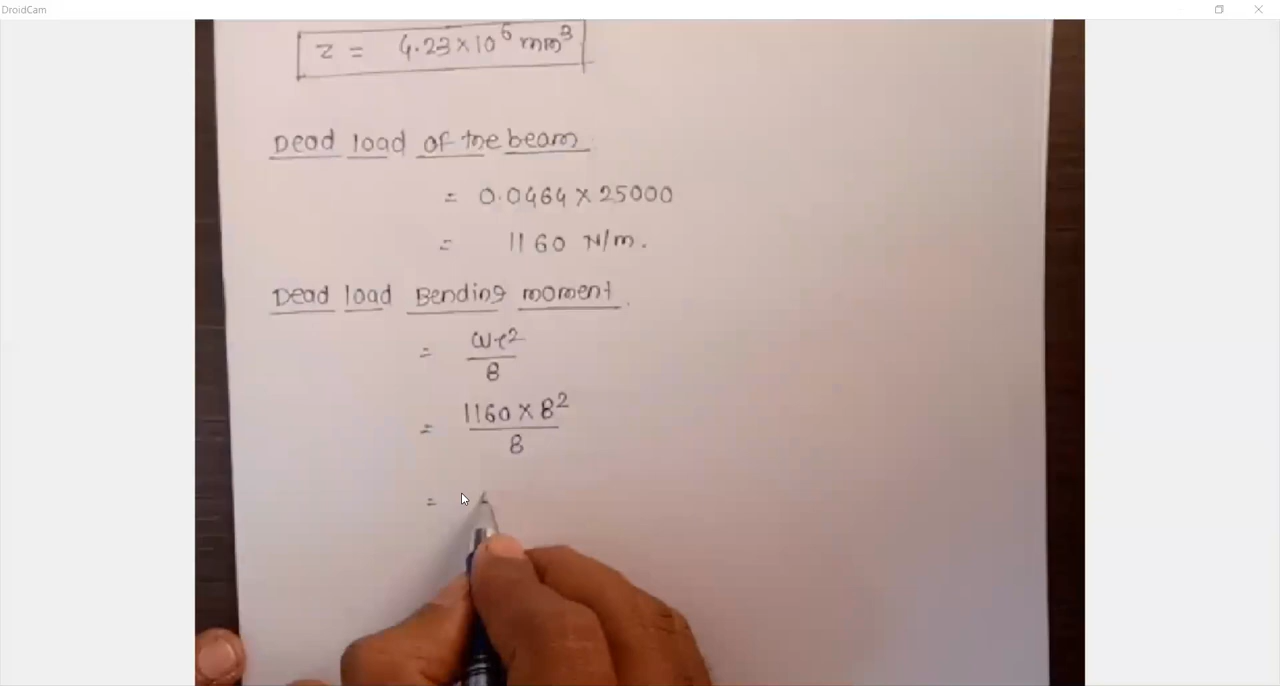 DroidCam
Z = 4.23 × 10⁶ mm³
Dead load of the beam.
= 0.0464 × 25000
= 1160 N/m.
Dead load Bending moment.
= wl²
8
= 1160 × 8²
8
=